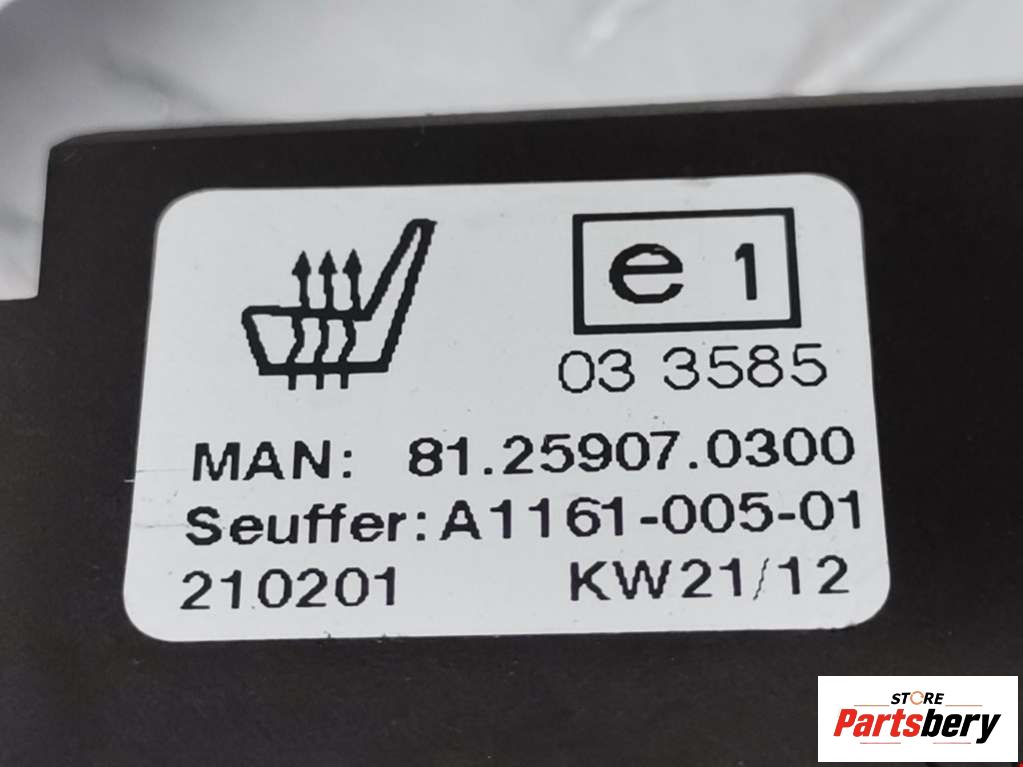 e 1
03 3585
MAN: 81.25907.0300
Seuffer: A1161-005-01
210201 KW21/12
STORE
Partsbery